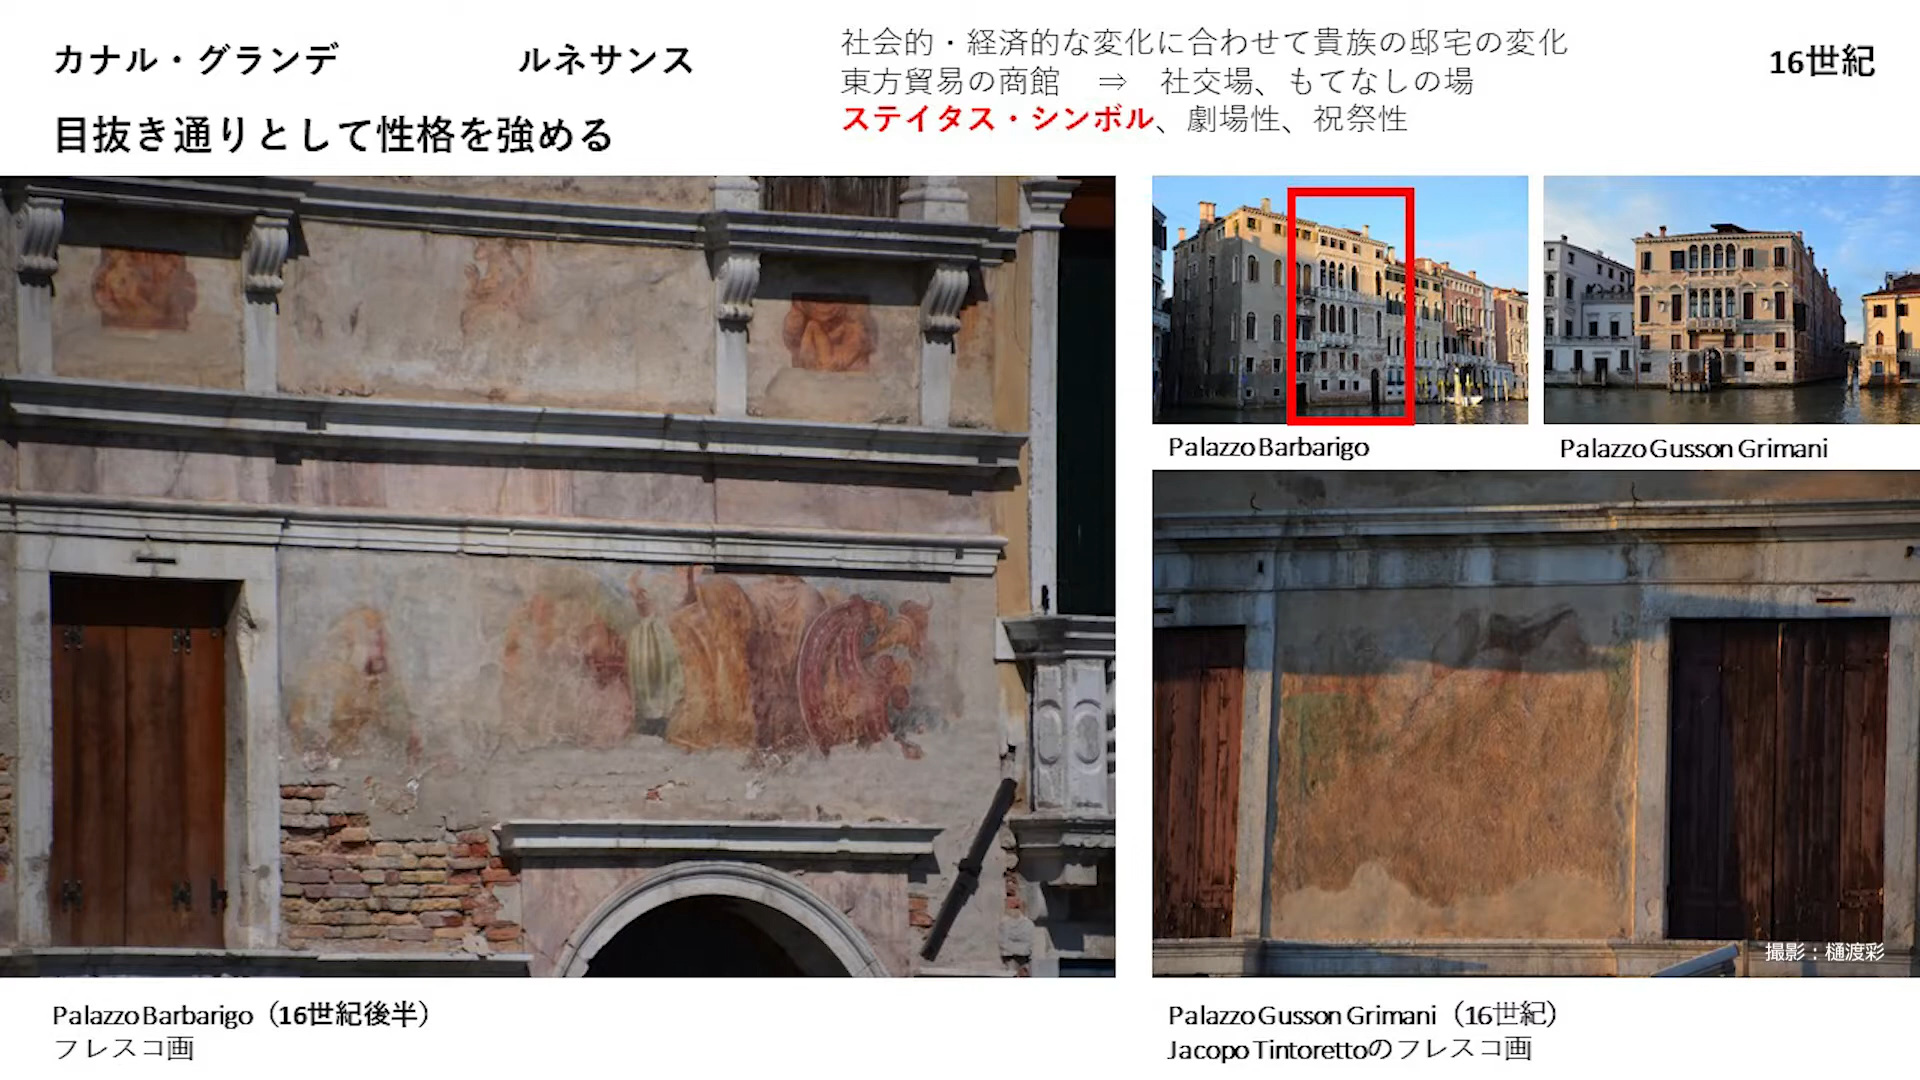 カナル・グランデ　ルネサンス
目抜き通りとして性格を強める
社会的・経済的な変化に合わせて貴族の邸宅の変化
東方貿易の商館　⇒　社交場、もてなしの場
ステイタス・シンボル、劇場性、祝祭性
16世紀
Palazzo Barbarigo
Palazzo Gusson Grimani
撮影：樋渡彩
Palazzo Barbarigo（16世紀後半）
フレスコ画
Palazzo Gusson Grimani（16世紀）
Jacopo Tintorettoのフレスコ画